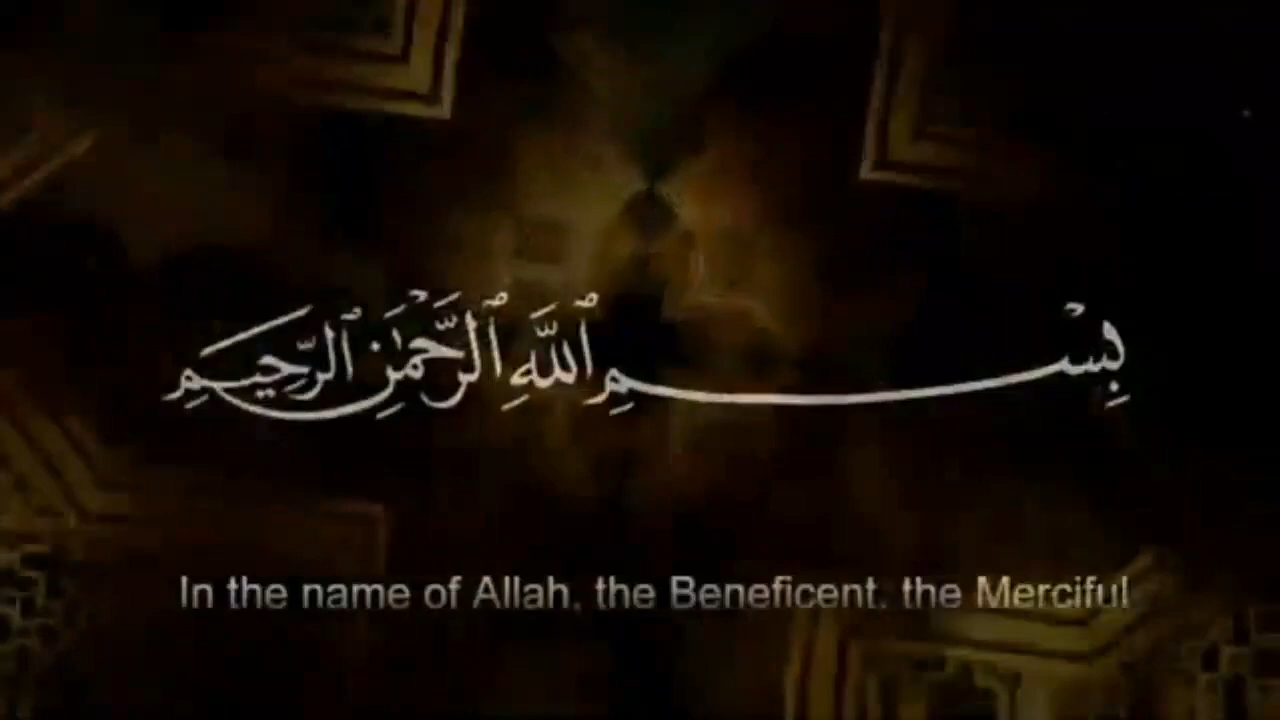 بِسْمِ ٱللَّهِ ٱلرَّحْمَٰنِ ٱلرَّحِيمِ
In the name of Allah, the Beneficent, the Merciful